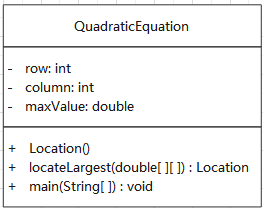 QuadraticEquation
- row: int
- column: int
- maxValue: double
+ Location()
+ locateLargest(double[ ][ ]) : Location
+ main(String[ ]) : void